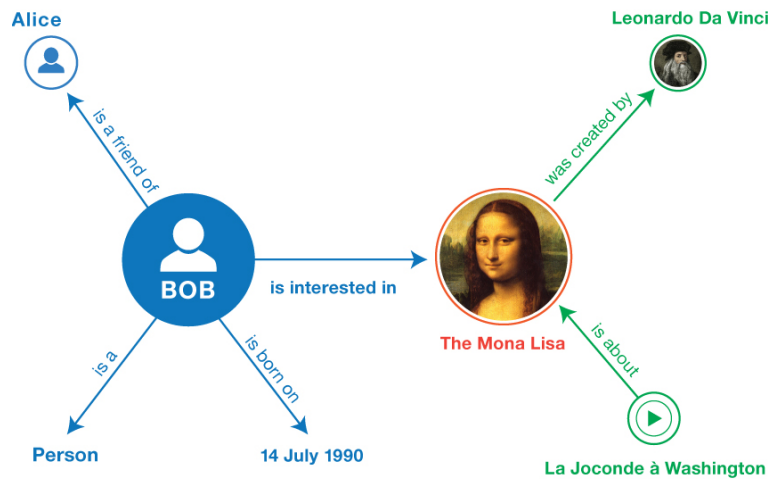 Alice
Leonardo Da Vinci
is a friend of
was created by
BOB
is interested in
The Mona Lisa
is a
is born on
is about
Person
14 July 1990
La Joconde à Washington